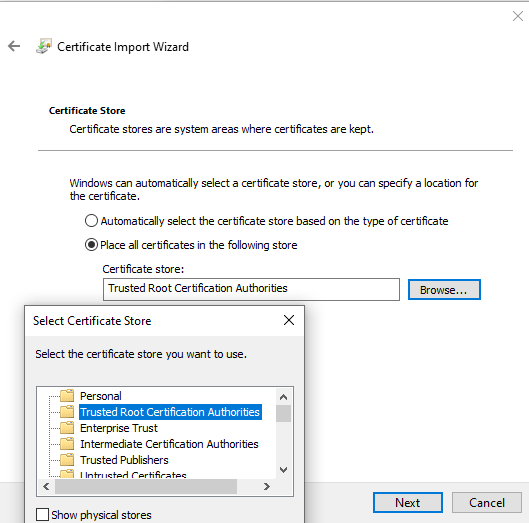 Certificate Import Wizard
Certificate Store
Certificate stores are system areas where certificates are kept.
Windows can automatically select a certificate store, or you can specify a location for
the certificate.
Automatically select the certificate store based on the type of certificate
Place all certificates in the following store
Certificate store:
Trusted Root Certification Authorities
Browse...
Select Certificate Store
Select the certificate store you want to use.
Personal
Trusted Root Certification Authorities
Enterprise Trust
Intermediate Certification Authorities
Trusted Publishers
Untrusted Certificates
Show physical stores
Next
Cancel